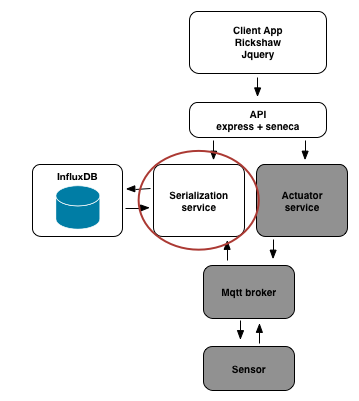 Client App
Rickshaw
Jquery
API
express + seneca
InfluxDB
Serialization
service
Actuator
service
Mqtt broker
Sensor